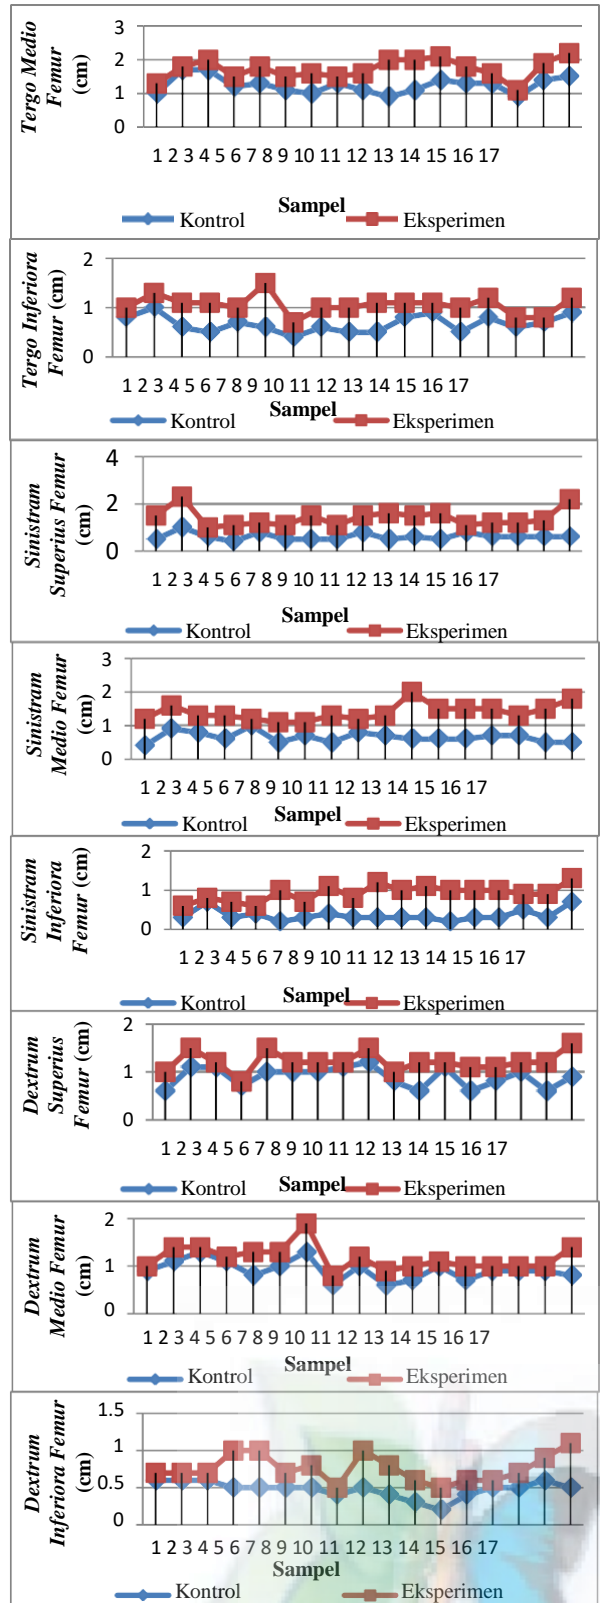 Tergo Medio
Femur
(cm)
3
2
1
0
1 2 3 4 5 6 7 8 9 10 11 12 13 14 15 16 17
Sampel
Kontrol Eksperimen
Tergo Inferiora
Femur (cm)
2
1
0
1 2 3 4 5 6 7 8 9 10 11 12 13 14 15 16 17
Sampel
Kontrol Eksperimen
Sinistram
Superius Femur
(cm)
4
2
0
1 2 3 4 5 6 7 8 9 10 11 12 13 14 15 16 17
Sampel
Kontrol Eksperimen
Sinistram
Medio Femur
(cm)
3
2
1
0
1 2 3 4 5 6 7 8 9 10 11 12 13 14 15 16 17
Sampel
Kontrol Eksperimen
Sinistram
Inferiora
Femur (cm)
2
1
0
1 2 3 4 5 6 7 8 9 10 11 12 13 14 15 16 17
Sampel
Kontrol Eksperimen
Dextrum
Superius
Femur (cm)
2
1
0
1 2 3 4 5 6 7 8 9 10 11 12 13 14 15 16 17
Sampel
Kontrol Eksperimen
Dextrum
Medio Femur
(cm)
2
1
0
1 2 3 4 5 6 7 8 9 10 11 12 13 14 15 16 17
Sampel
Kontrol Eksperimen
Dextrum
Inferiora Femur
(cm)
1.5
1
0.5
0
1 2 3 4 5 6 7 8 9 10 11 12 13 14 15 16 17
Sampel
Kontrol Eksperimen